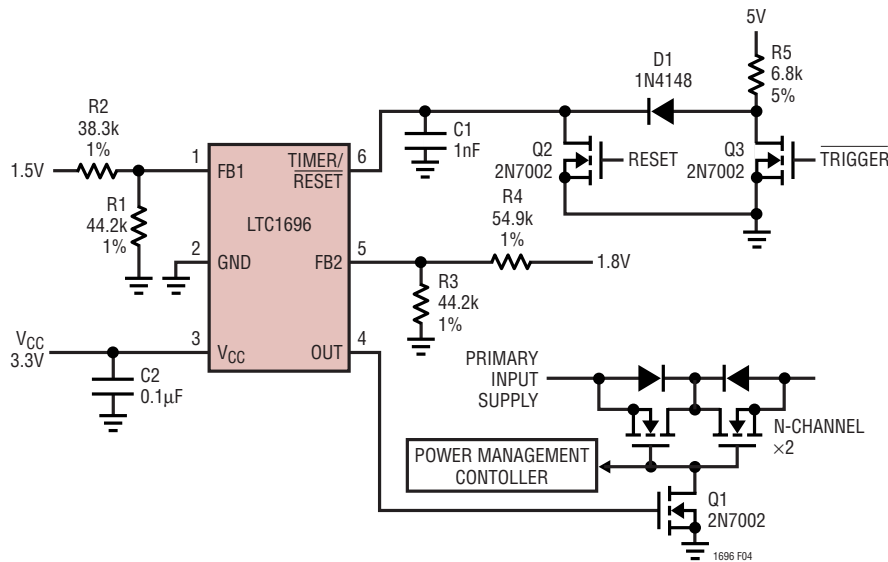 5V
D1
1N4148
R5
6.8k
5%
R2
38.3k
1%
1.5V
1
FB1
TIMER/
RESET
6
C1
1nF
Q2
2N7002
RESET
Q3
2N7002
TRIGGER
R1
44.2k
1%
LTC1696
R4
54.9k
1%
2
GND
FB2
5
1.8V
R3
44.2k
1%
VCC
3.3V
3
VCC
OUT
4
C2
0.1µF
PRIMARY
INPUT
SUPPLY
N-CHANNEL
×2
POWER MANAGEMENT
CONTOLLER
Q1
2N7002
1696 F04